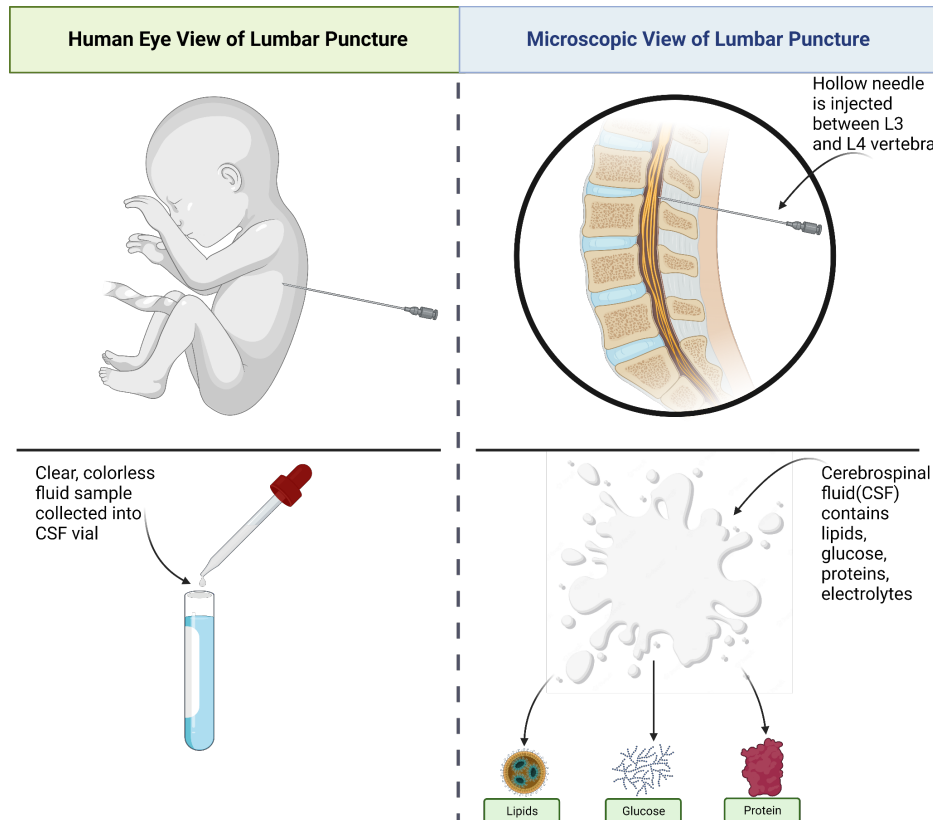 Human Eye View of Lumbar Puncture
Microscopic View of Lumbar Puncture
Hollow needle
is injected
between L3
and L4 vertebra
Clear, colorless
fluid sample
collected into
CSF vial
Cerebrospinal
fluid(CSF)
contains
lipids,
glucose,
proteins,
electrolytes
Lipids
Glucose
Protein